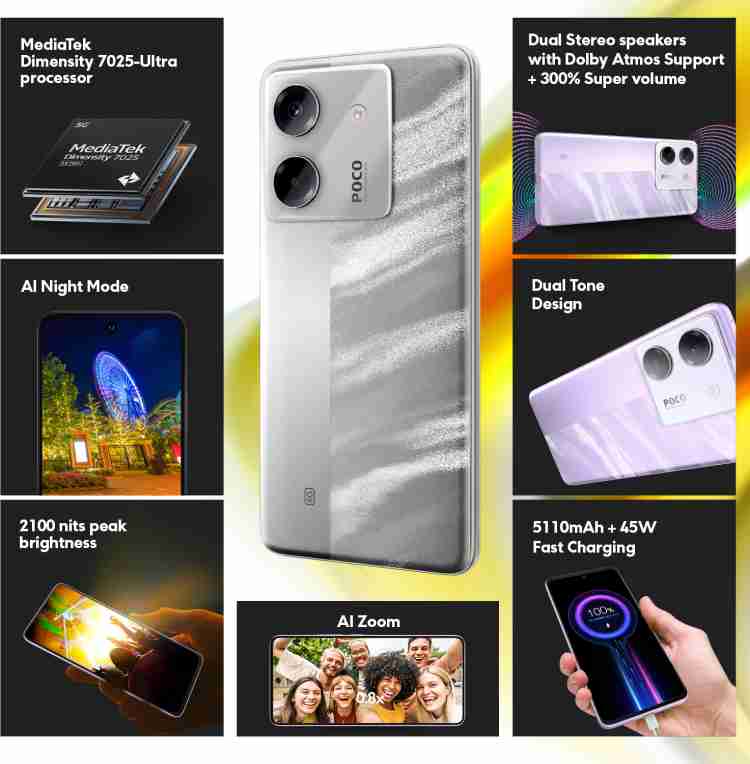 MediaTek
Dimensity 7025-Ultra
processor
5G
MediaTek
Dimensity 7025
Dual Stereo speakers
with Dolby Atmos Support
+ 300% Super volume
POCO
AI Night Mode
Dual Tone
Design
POCO
5G
2100 nits peak
brightness
5110mAh + 45W
Fast Charging
100%
AI Zoom
0.8x